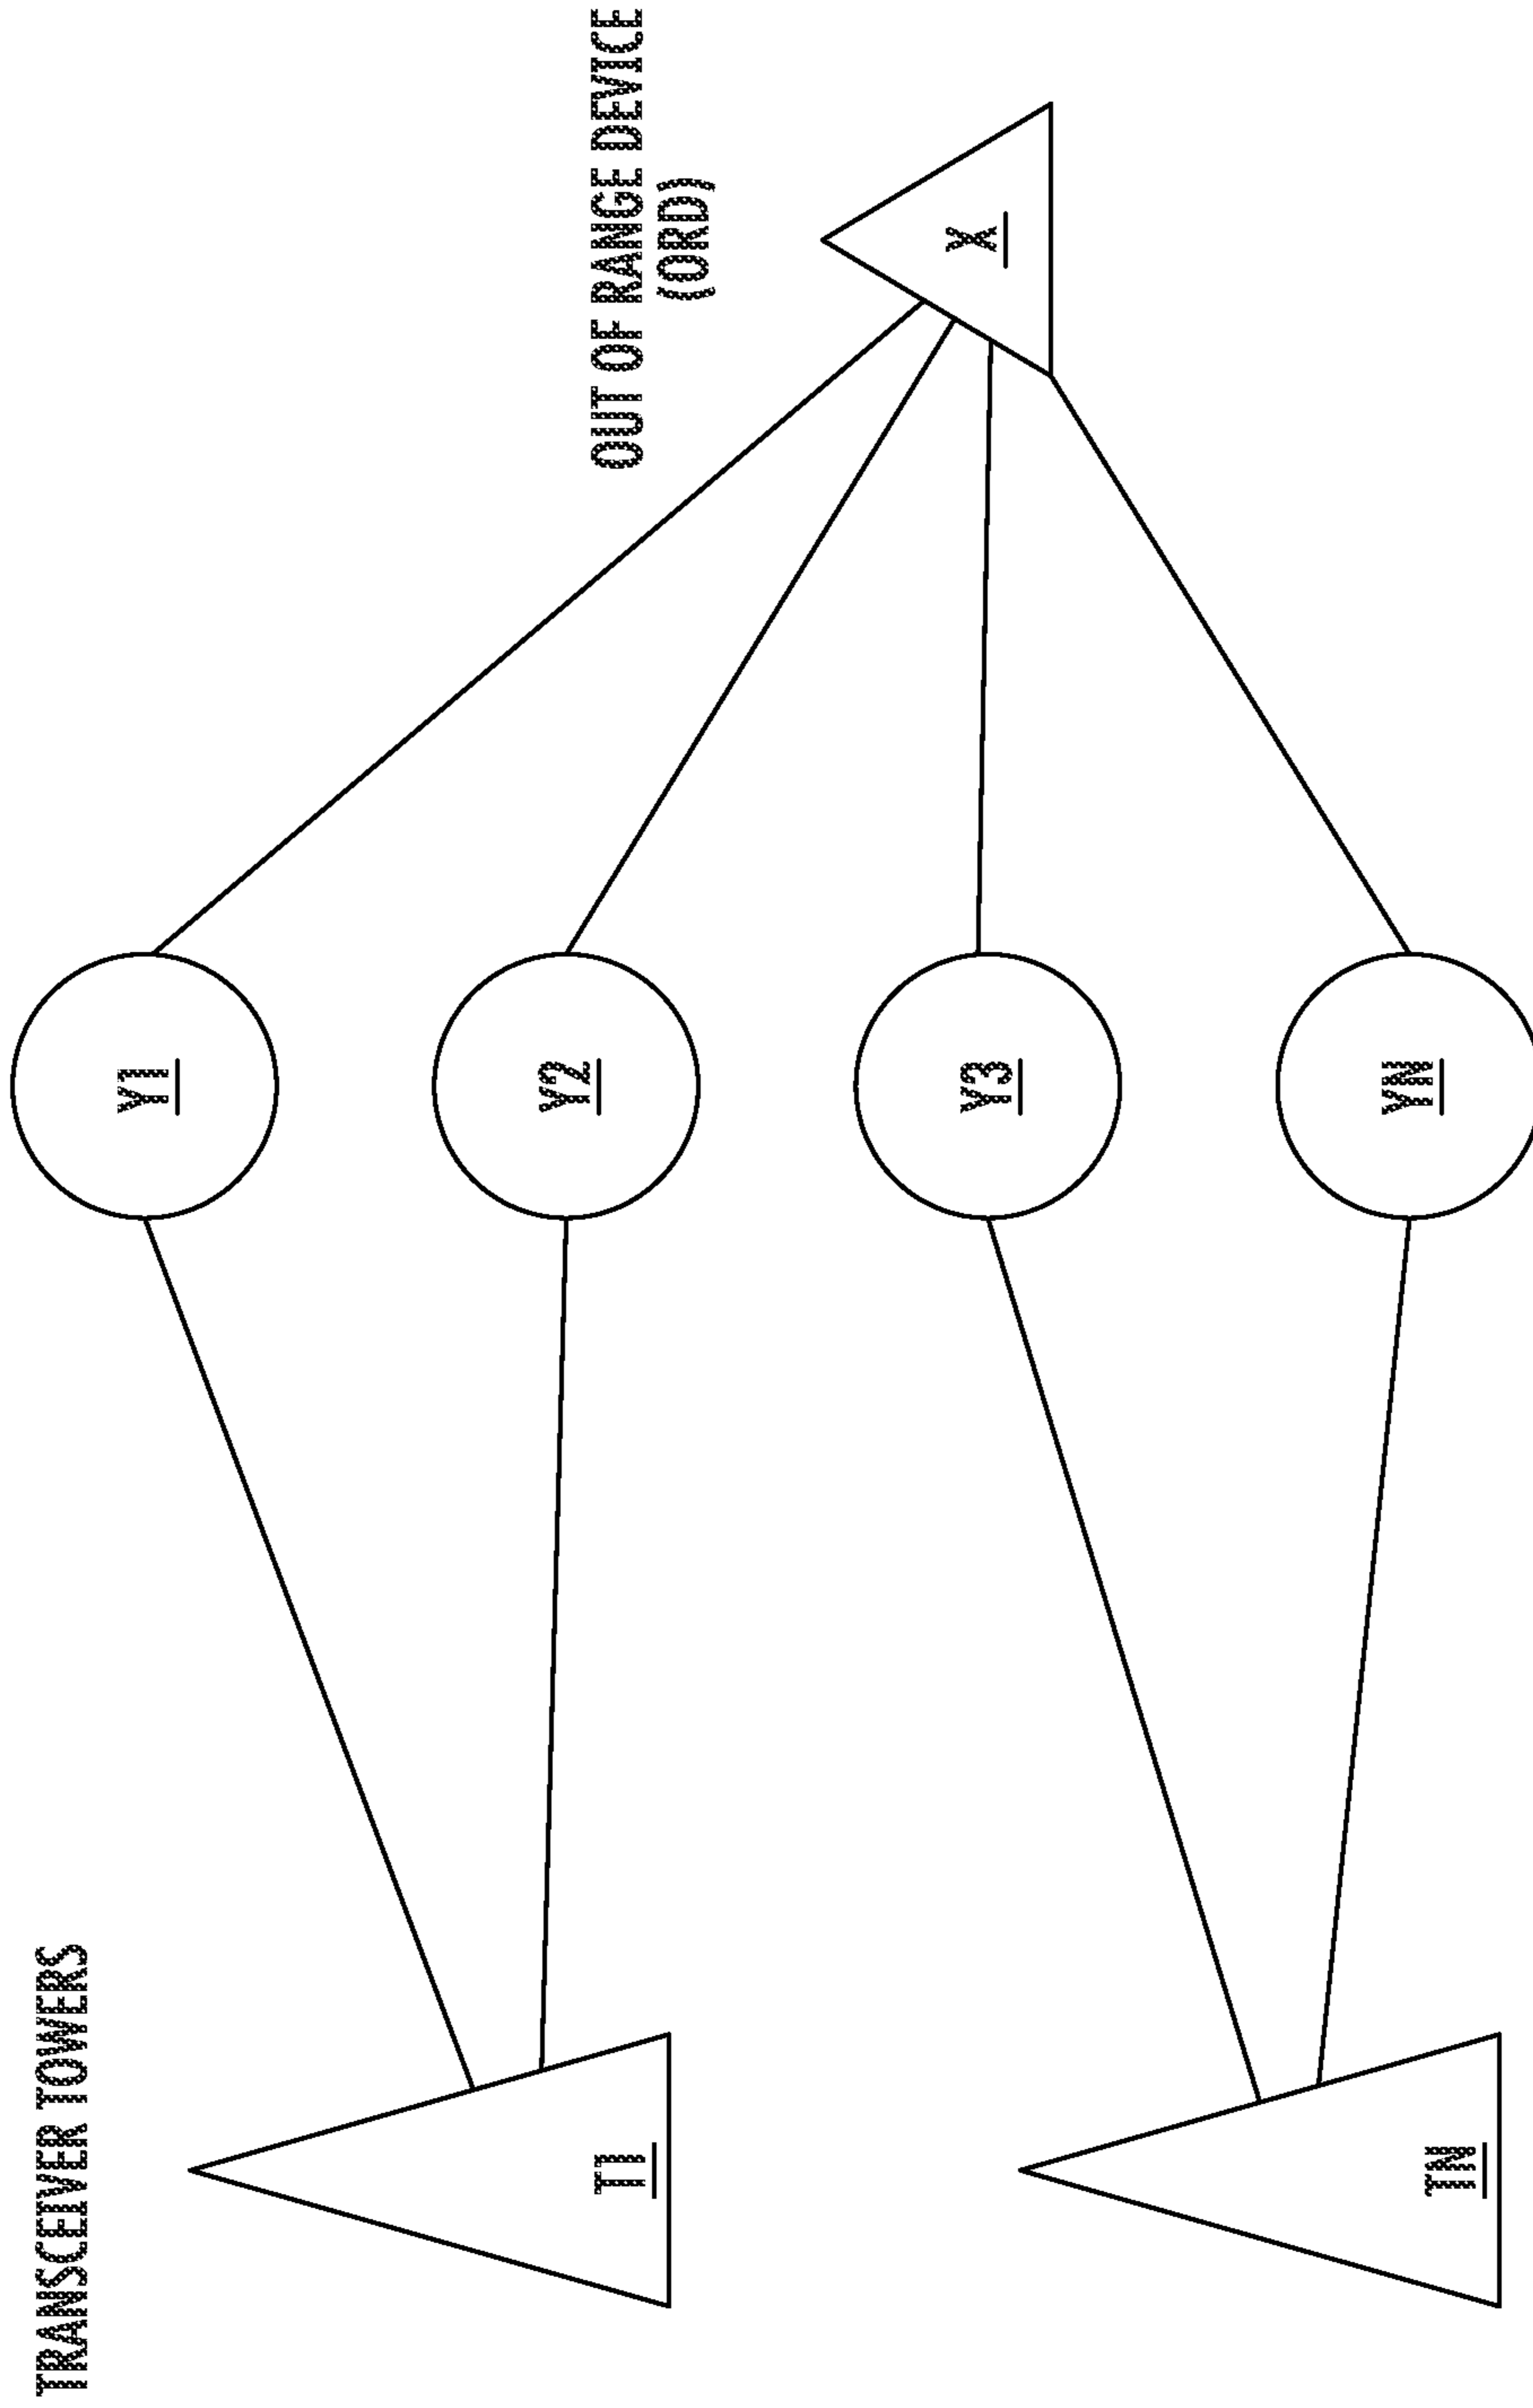 TRANSCEIVER TOWERS
OUT OF RANGE DEVICE
(ORD)
Y1
Y2
T1
X
Y3
YN
TN